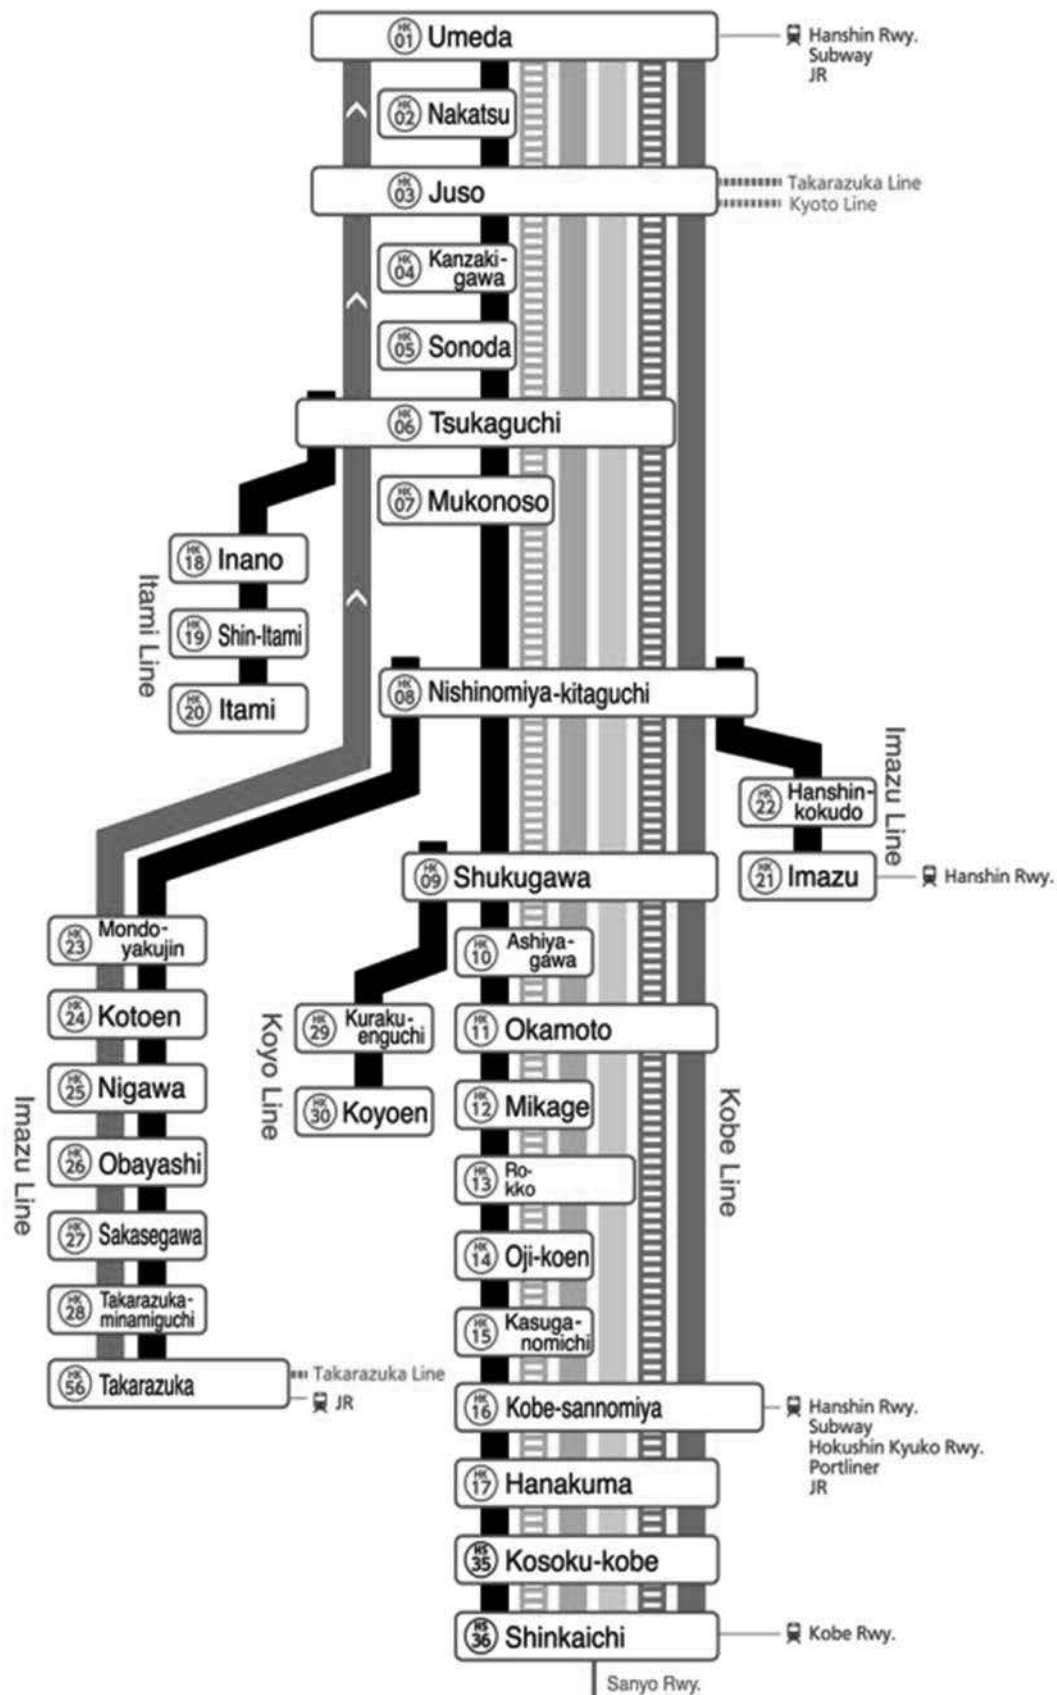 HK
01
Umeda
Hanshin Rwy.
Subway
JR
HK
02
Nakatsu
HK
03
Juso
Takarazuka Line
Kyoto Line
HK
04
Kanzaki-
gawa
HK
05
Sonoda
HK
06
Tsukaguchi
HK
07
Mukonoso
HK
18
Inano
HK
19
Shin-Itami
HK
20
Itami
Itami Line
HK
08
Nishinomiya-kitaguchi
HK
22
Hanshin-
kokudo
HK
21
Imazu
Hanshin Rwy.
Imazu Line
HK
09
Shukugawa
HK
10
Ashiya-
gawa
HK
23
Mondo-
yakujin
HK
24
Kotoen
HK
25
Nigawa
HK
26
Obayashi
HK
27
Sakasegawa
HK
28
Takarazuka-
minamiguchi
HK
56
Takarazuka
Takarazuka Line
JR
Imazu Line
HK
29
Kuraku-
enguchi
HK
30
Koyoen
Koyo Line
HK
11
Okamoto
HK
12
Mikage
HK
13
Ro-
kko
HK
14
Oji-koen
HK
15
Kasuga-
nomichi
Kobe Line
HK
16
Kobe-sannomiya
Hanshin Rwy.
Subway
Hokushin Kyuko Rwy.
Portliner
JR
HK
17
Hanakuma
HS
35
Kosoku-kobe
HS
36
Shinkaichi
Kobe Rwy.
Sanyo Rwy.